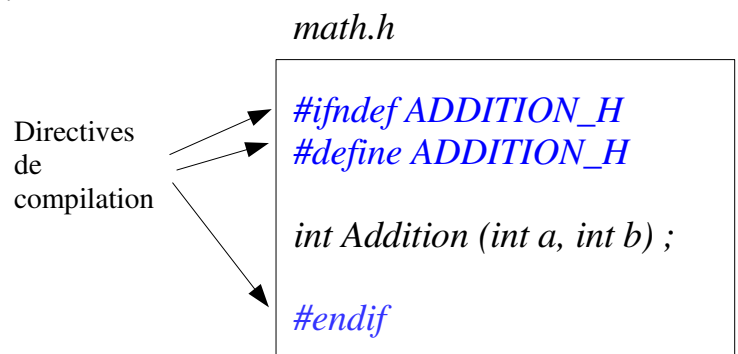 math.h
Directives
de
compilation
#ifndef ADDITION_H
#define ADDITION_H
int Addition (int a, int b) ;
#endif